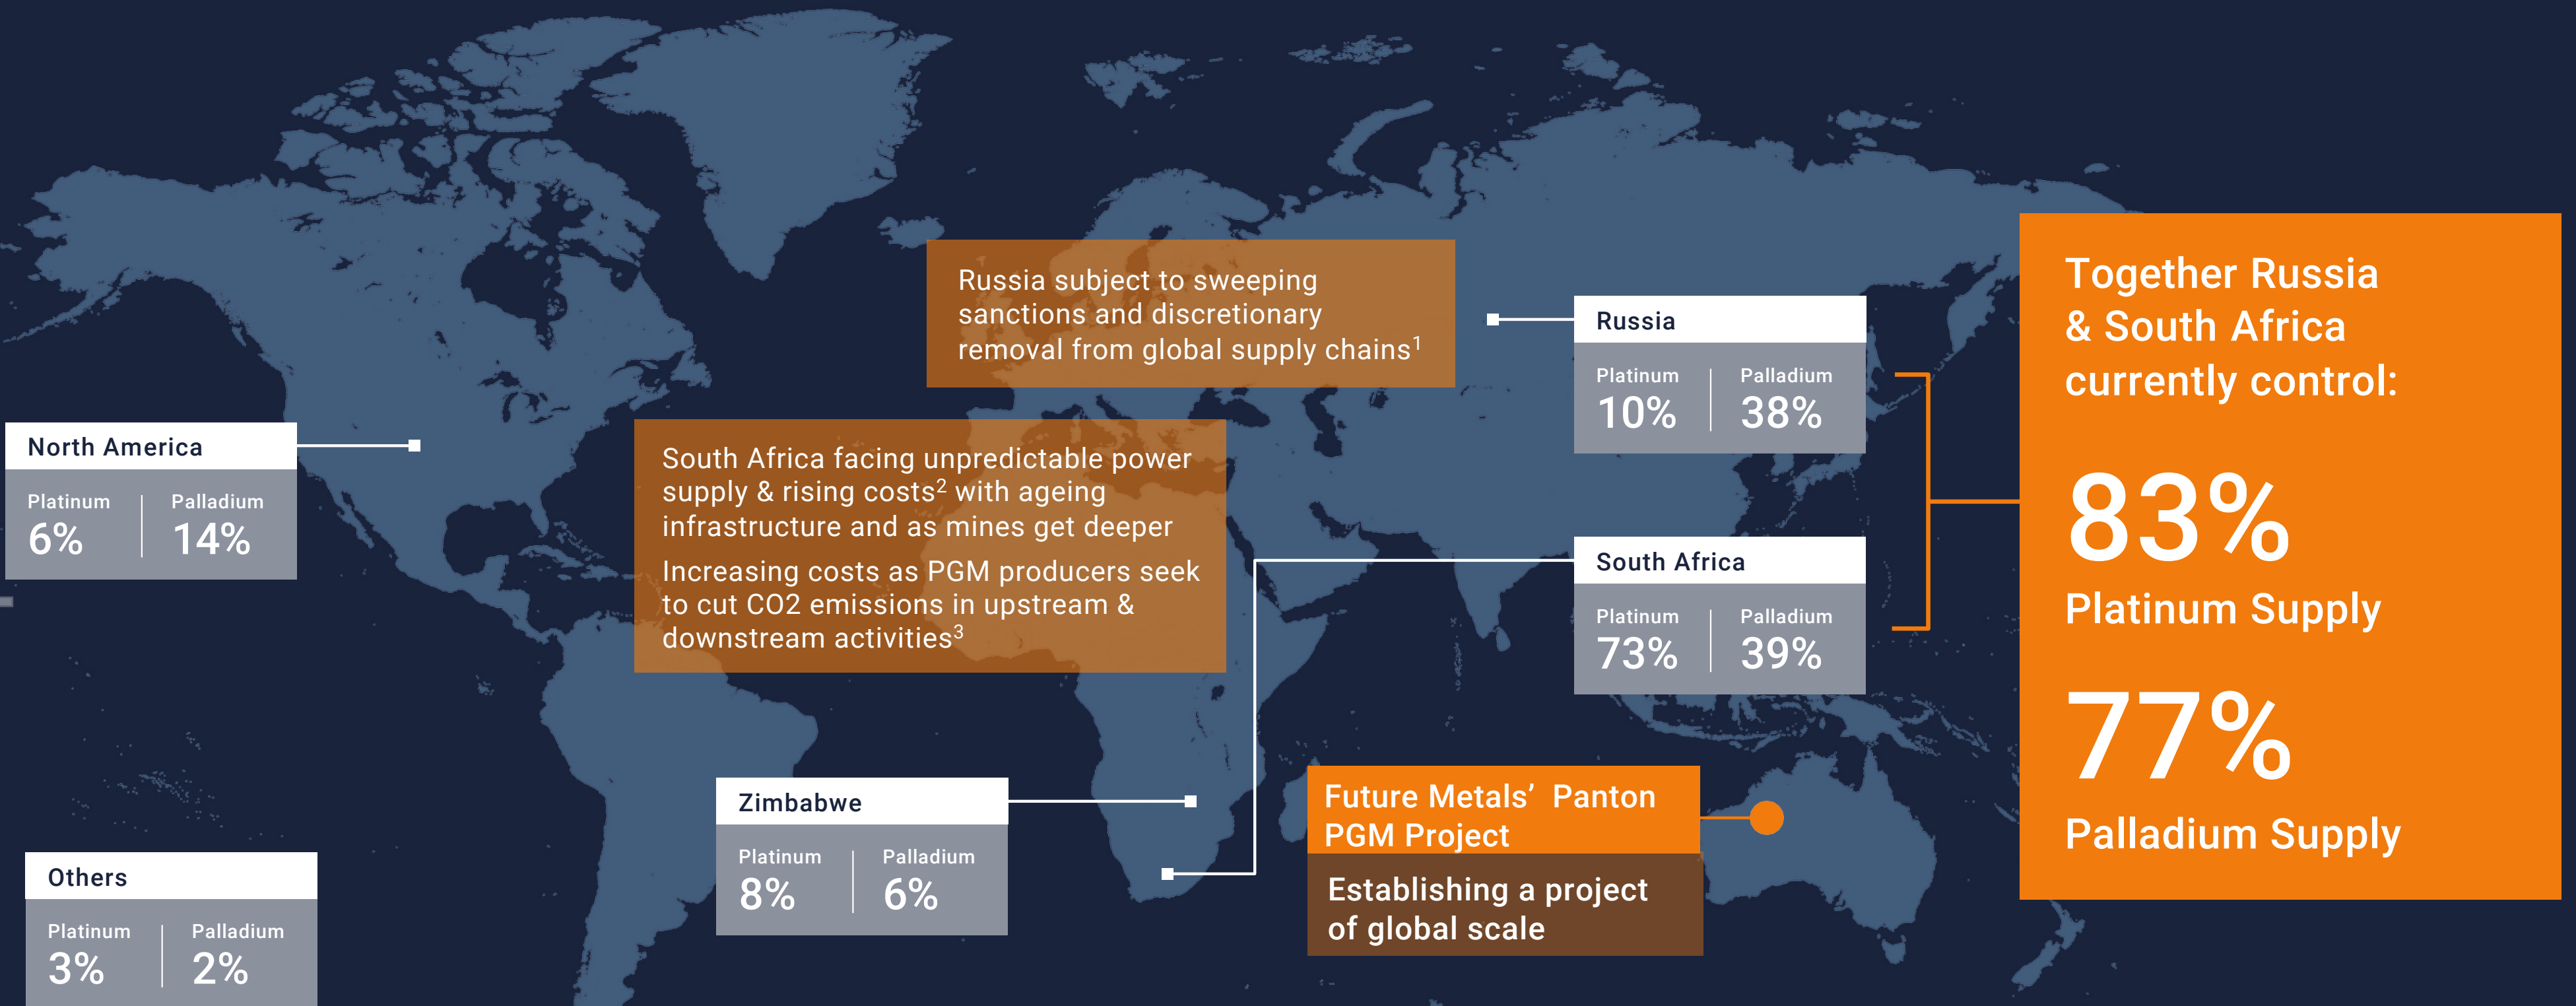 Russia subject to sweeping
sanctions and discretionary
removal from global supply chains¹
Russia
Platinum
Palladium
10%
38%
Together Russia
& South Africa
currently control:
83%
Platinum Supply
77%
Palladium Supply
North America
Platinum
Palladium
6%
14%
South Africa facing unpredictable power
supply & rising costs² with ageing
infrastructure and as mines get deeper
Increasing costs as PGM producers seek
to cut CO2 emissions in upstream &
downstream activities³
South Africa
Platinum
Palladium
73%
39%
Zimbabwe
Platinum
Palladium
8%
6%
Future Metals’ Panton
PGM Project
Establishing a project
of global scale
Others
Platinum
Palladium
3%
2%